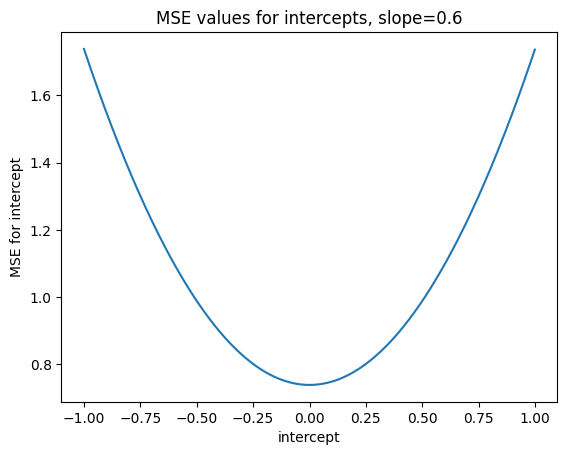 MSE values for intercepts, slope=0.6
MSE for intercept
1.6
1.4
1.2
1.0
0.8
−1.00 −0.75 −0.50 −0.25 0.00 0.25 0.50 0.75 1.00
intercept